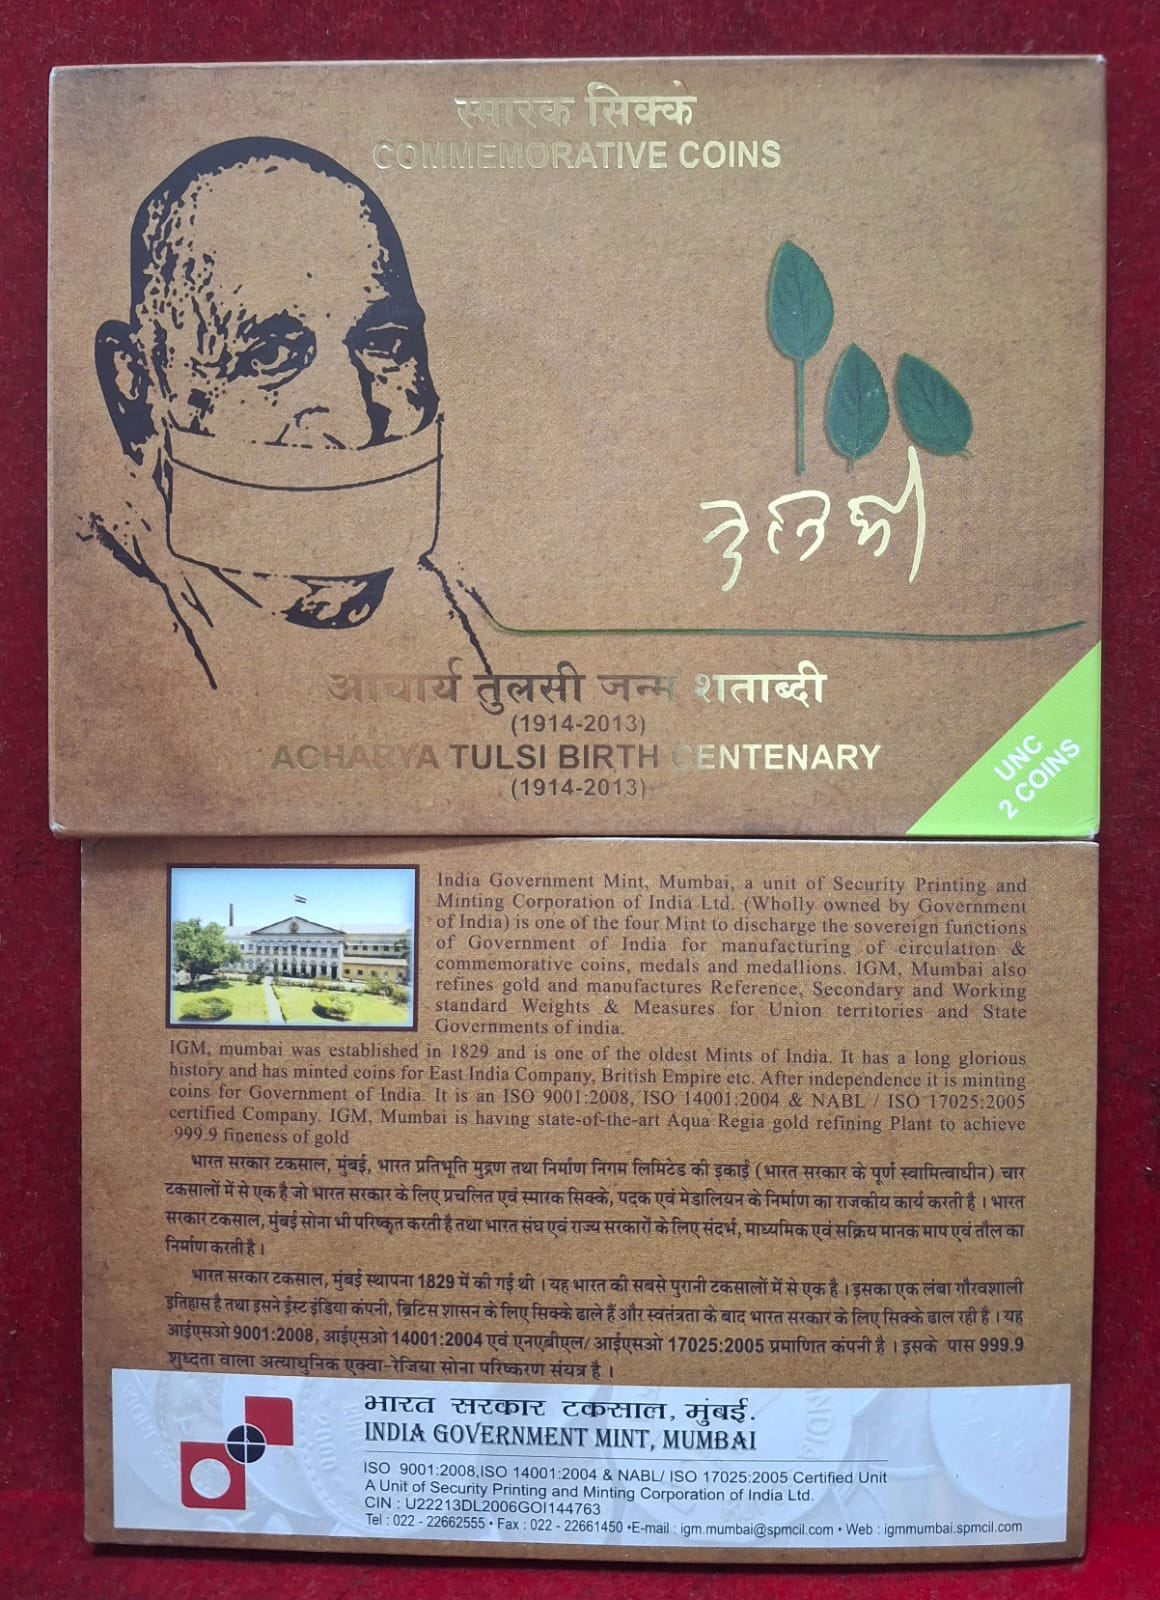 स्मारक सिक्के
COMMEMORATIVE COINS
तुलसी
आचार्य तुलसी जन्म शताब्दी
(1914-2013)
ACHARYA TULSI BIRTH CENTENARY
(1914-2013)
UNC
2 COINS
India Government Mint, Mumbai, a unit of Security Printing and
Minting Corporation of India Ltd. (Wholly owned by Government
of India) is one of the four Mint to discharge the sovereign functions
of Government of India for manufacturing of circulation &
commemorative coins, medals and medallions. IGM, Mumbai also
refines gold and manufactures Reference, Secondary and Working
standard Weights & Measures for Union territories and State
Governments of india.
IGM, mumbai was established in 1829 and is one of the oldest Mints of India. It has a long glorious
history and has minted coins for East India Company, British Empire etc. After independence it is minting
coins for Government of India. It is an ISO 9001:2008, ISO 14001:2004 & NABL / ISO 17025:2005
certified Company. IGM, Mumbai is having state-of-the-art Aqua Regia gold refining Plant to achieve
999.9 fineness of gold
भारत सरकार टकसाल, मुंबई, भारत प्रतिभूति मुद्रण तथा निर्माण निगम लिमिटेड की इकाई (भारत सरकार के पूर्ण स्वामित्वाधीन) चार
टकसालों में से एक है जो भारत सरकार के लिए प्रचलित एवं स्मारक सिक्के, पदक एवं मेडालियन के निर्माण का राजकीय कार्य करती है । भारत
सरकार टकसाल, मुंबई सोना भी परिष्कृत करती है तथा भारत संघ एवं राज्य सरकारों के लिए संदर्भ, माध्यमिक एवं सक्रिय मानक माप एवं तौल का
निर्माण करती है ।
भारत सरकार टकसाल, मुंबई स्थापना 1829 में की गई थी । यह भारत की सबसे पुरानी टकसालों में से एक है । इसका एक लंबा गौरवशाली
इतिहास है तथा इसने ईस्ट इंडिया कंपनी, ब्रिटिस शासन के लिए सिक्के ढाले हैं और स्वतंत्रता के बाद भारत सरकार के लिए सिक्के ढाल रही है । यह
आईएसओ 9001:2008, आईएसओ 14001:2004 एवं एनएबीएल/ आईएसओ 17025:2005 प्रमाणित कंपनी है । इसके पास 999.9
शुध्दता वाला अत्याधुनिक एक्वा-रेजिया सोना परिष्करण संयत्र है ।
भारत सरकार टकसाल, मुंबई.
INDIA GOVERNMENT MINT, MUMBAI
ISO 9001:2008,ISO 14001:2004 & NABL/ ISO 17025:2005 Certified Unit
A Unit of Security Printing and Minting Corporation of India Ltd.
CIN : U22213DL2006GOI144763
Tel : 022 - 22662555 • Fax : 022 - 22661450 •E-mail : igm.mumbai@spmcil.com • Web : igmmumbai.spmcil.com